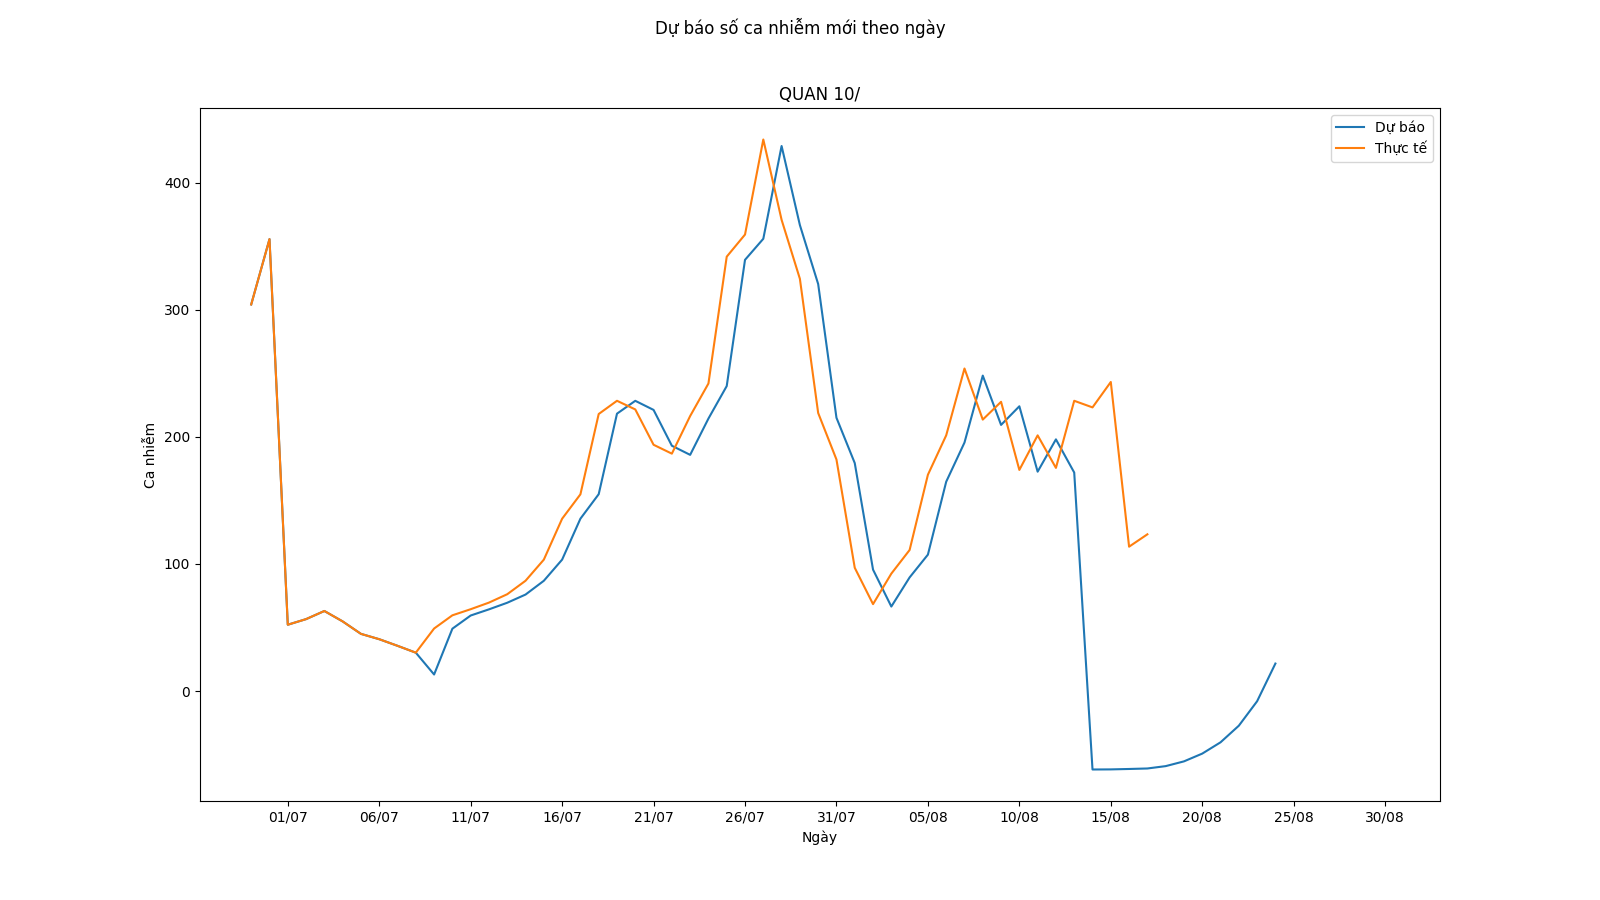 Dự báo số ca nhiễm mới theo ngày
QUAN 10/
Dự báo
Thực tế
400
300
200
100
0
Ca nhiễm
01/07 06/07 11/07 16/07 21/07 26/07 31/07 05/08 10/08 15/08 20/08 25/08 30/08
Ngày